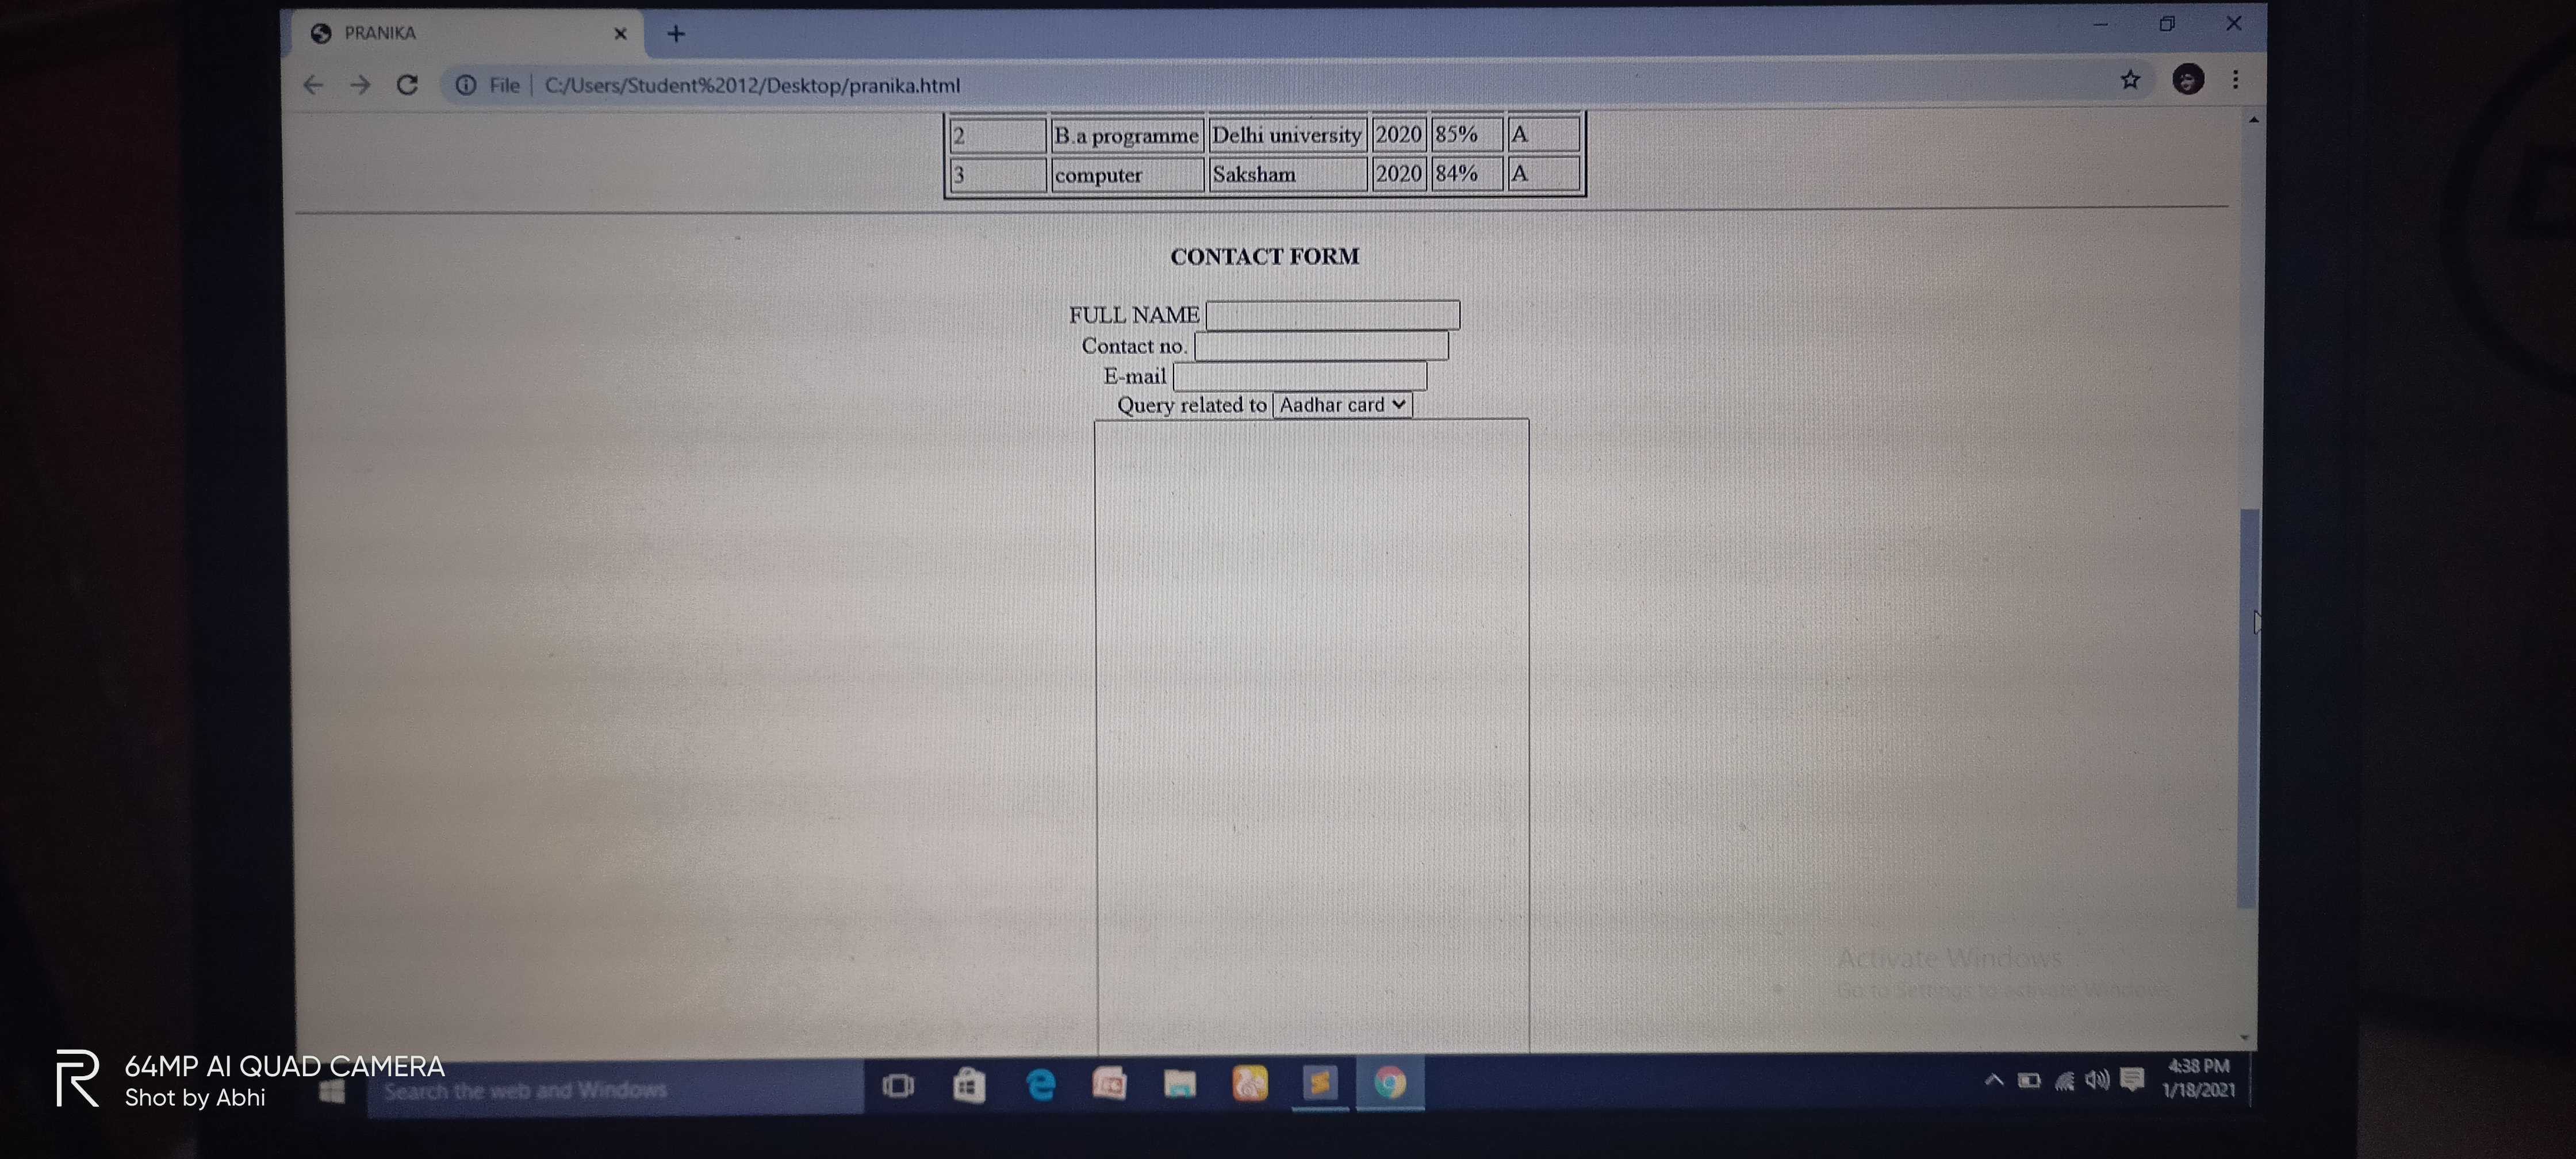 PRANIKA
File C:/Users/Student%2012/Desktop/pranika.html
2 B.a programme Delhi university 2020 85% A
3 computer Saksham 2020 84% A
CONTACT FORM
FULL NAME
Contact no.
E-mail
Query related to Aadhar card
Activate Windows
Go to Settings to activate Windows.
Search the web and Windows
4:38 PM
1/18/2021
64MP AI QUAD CAMERA
Shot by Abhi